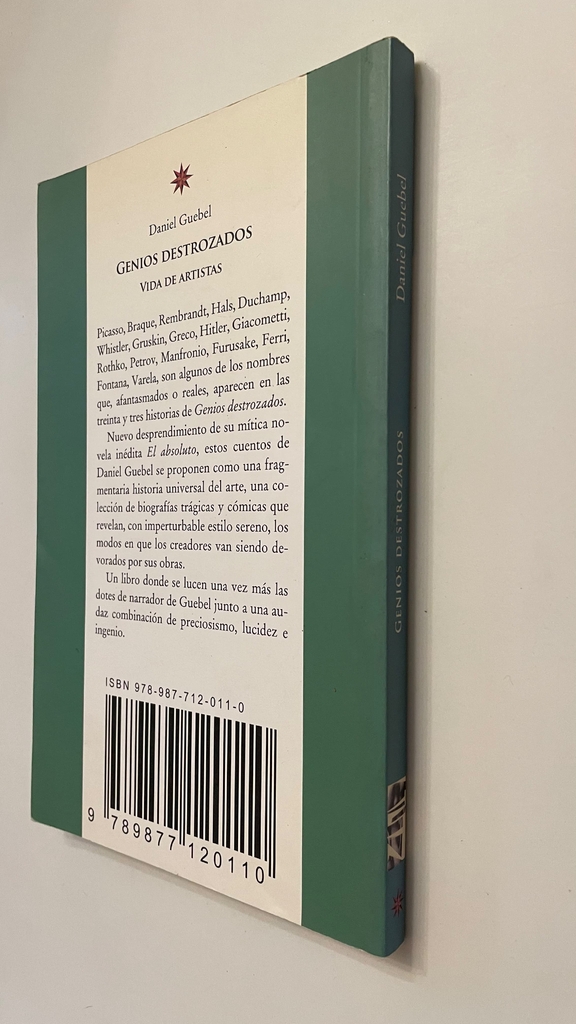 Daniel Guebel
GENIOS DESTROZADOS
VIDA DE ARTISTAS
Picasso, Braque, Rembrandt, Hals, Duchamp,
Whistler, Gruskin, Greco, Hitler, Giacometti,
Rothko, Petrov, Manfronio, Furusake, Ferri,
Fontana, Varela, son algunos de los nombres
que, afantasmados o reales, aparecen en las
treinta y tres historias de Genios destrozados.
Nuevo desprendimiento de su mítica no-
vela inédita El absoluto, estos cuentos de
Daniel Guebel se proponen como una frag-
mentaria historia universal del arte, una co-
lección de biografías trágicas y cómicas que
revelan, con imperturbable estilo sereno, los
modos en que los creadores van siendo de-
vorados por sus obras.
Un libro donde se lucen una vez más las
dotes de narrador de Guebel junto a una au-
daz combinación de preciosismo, lucidez e
ingenio.
ISBN 978-987-712-011-0
9 789877 120110
Daniel Guebel
GENIOS DESTROZADOS